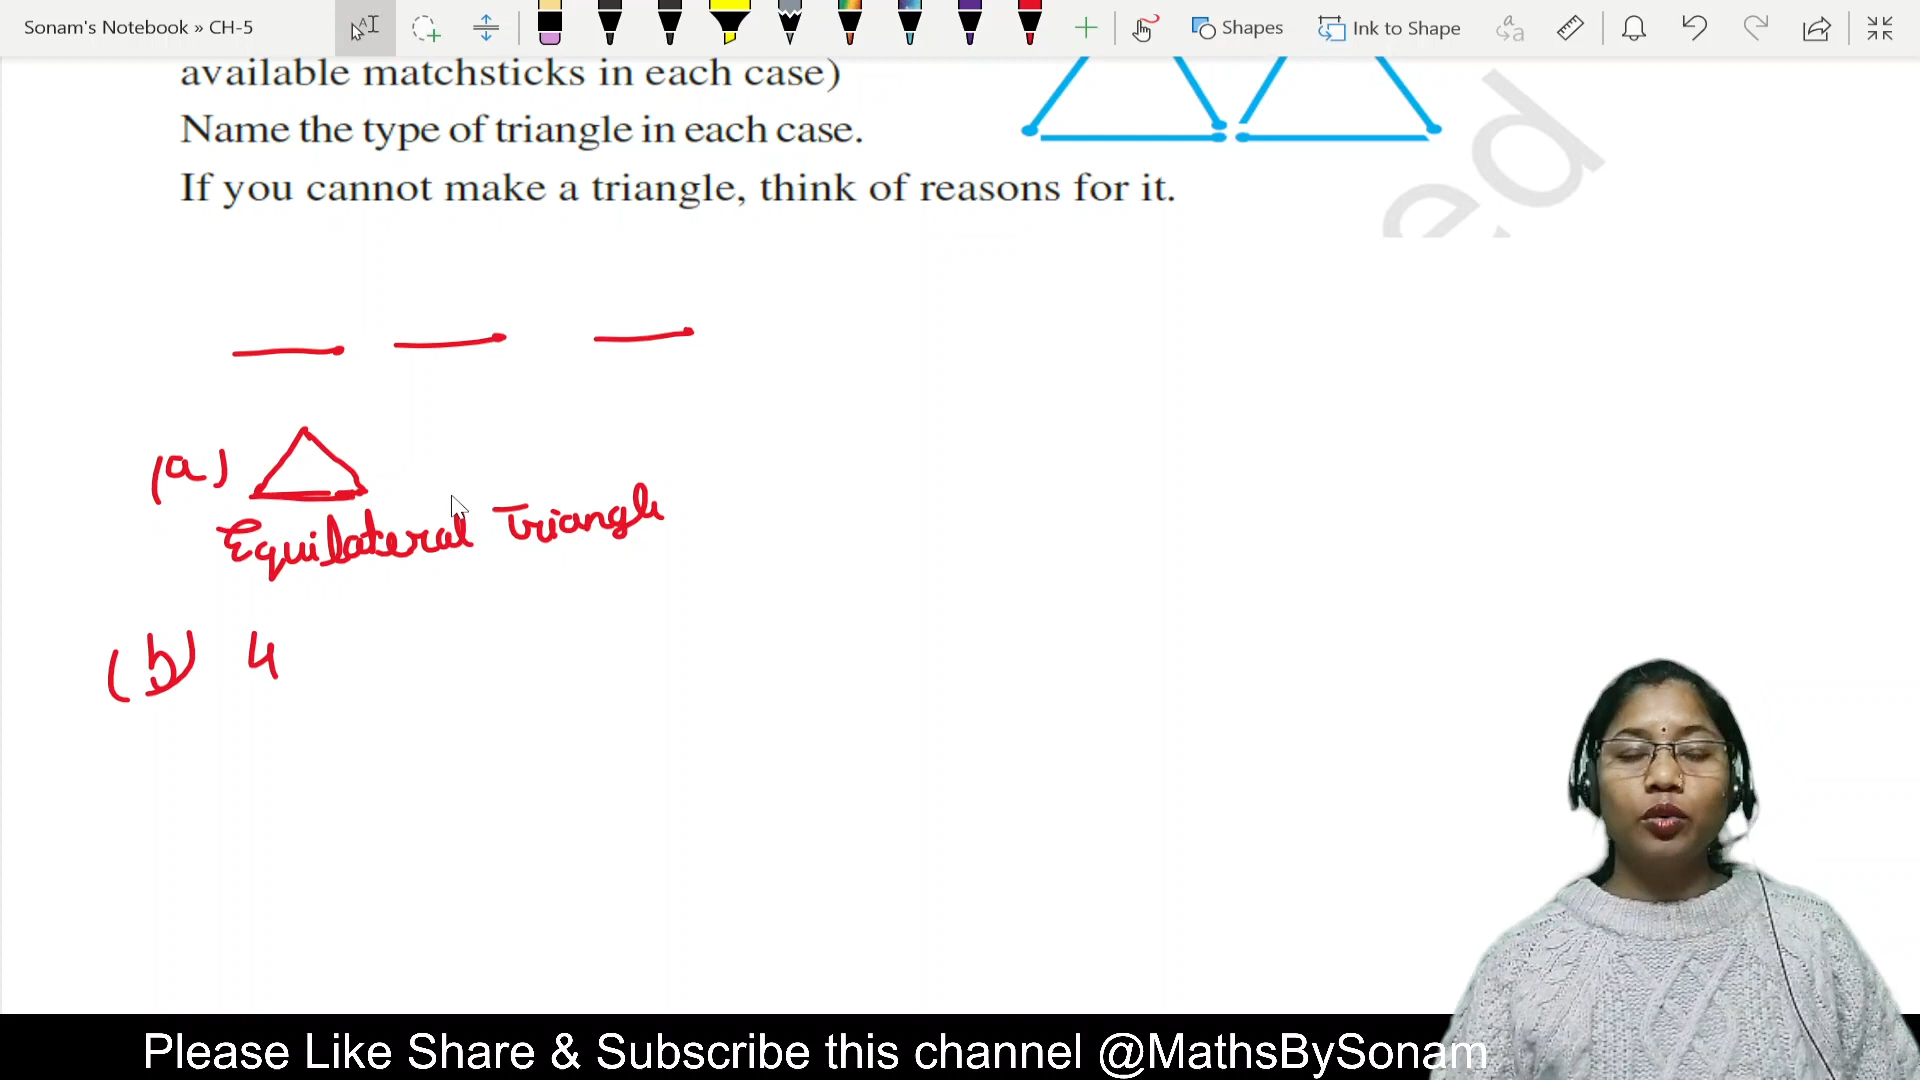 Sonam's Notebook » CH-5
Shapes
Ink to Shape
available matchsticks in each case)
Name the type of triangle in each case.
If you cannot make a triangle, think of reasons for it.
ed
(a)
Equilateral Triangle
(b) 4
Please Like Share & Subscribe this channel @MathsBySonam